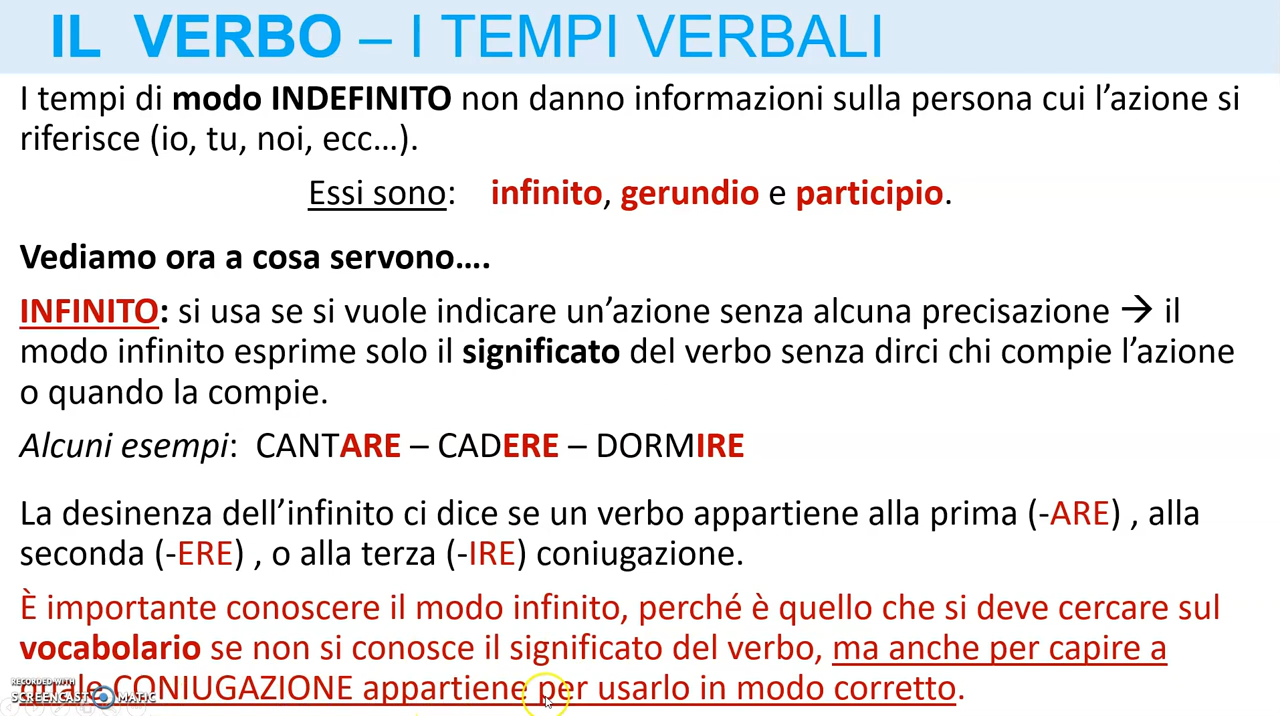 IL VERBO – I TEMPI VERBALI
I tempi di modo INDEFINITO non danno informazioni sulla persona cui l’azione si
riferisce (io, tu, noi, ecc…).
Essi sono: infinito, gerundio e participio.
Vediamo ora a cosa servono….
INFINITO: si usa se si vuole indicare un’azione senza alcuna precisazione → il
modo infinito esprime solo il significato del verbo senza dirci chi compie l’azione
o quando la compie.
Alcuni esempi: CANTARE – CADERE – DORMIRE
La desinenza dell’infinito ci dice se un verbo appartiene alla prima (-ARE) , alla
seconda (-ERE) , o alla terza (-IRE) coniugazione.
È importante conoscere il modo infinito, perché è quello che si deve cercare sul
vocabolario se non si conosce il significato del verbo, ma anche per capire a
CONIUGAZIONE appartiene per usarlo in modo corretto.
RECORDED WITH
SCREENCAST MATIC